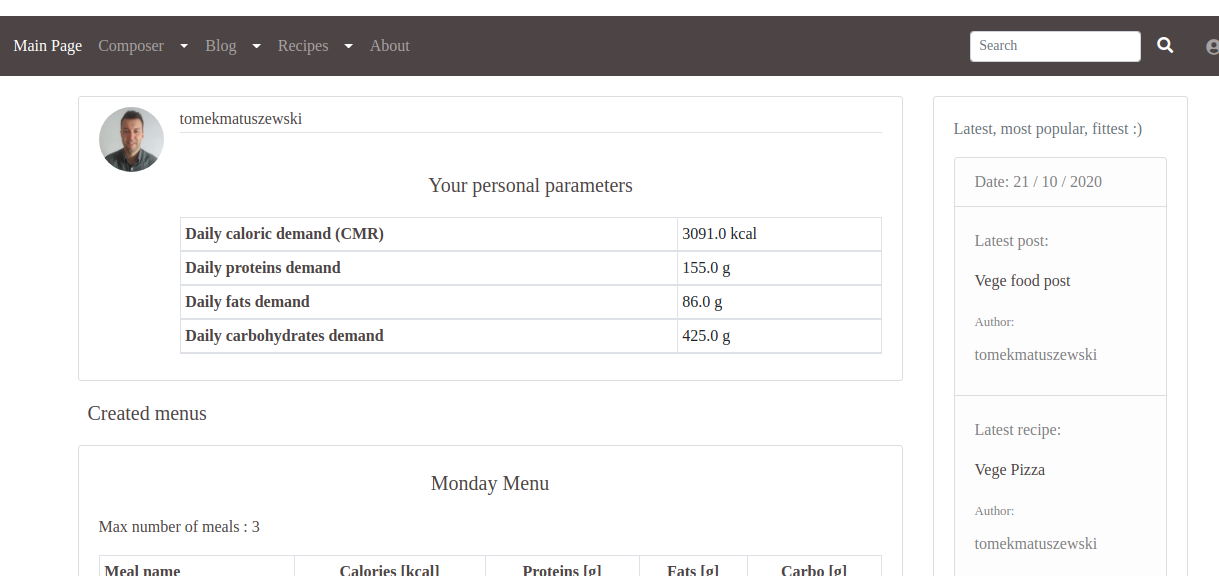 Main Page Composer Blog Recipes About Search
tomekmatuszewski
Your personal parameters
Daily caloric demand (CMR) 3091.0 kcal
Daily proteins demand 155.0 g
Daily fats demand 86.0 g
Daily carbohydrates demand 425.0 g
Created menus
Monday Menu
Max number of meals : 3
Meal name Calories [kcal] Proteins [g] Fats [g] Carbo [g]
Latest, most popular, fittest :)
Date: 21 / 10 / 2020
Latest post:
Vege food post
Author:
tomekmatuszewski
Latest recipe:
Vege Pizza
Author:
tomekmatuszewski